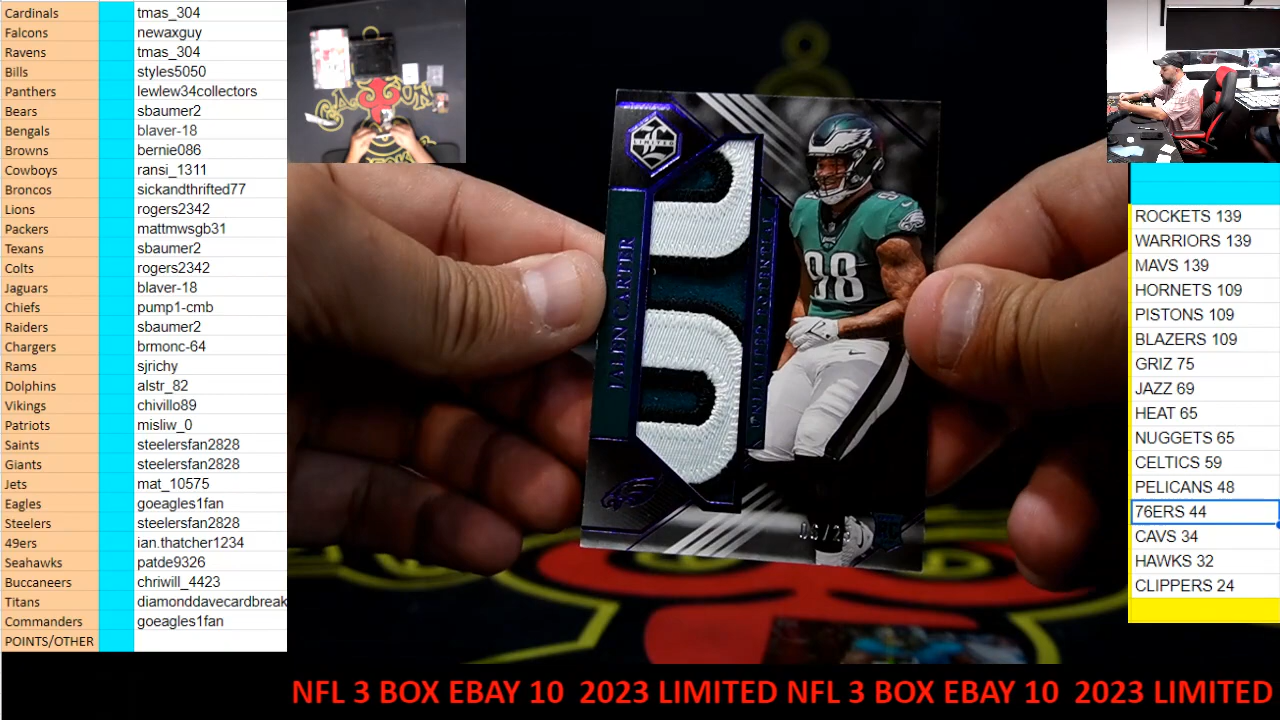 Cardinals tmas_304
Falcons newaxguy
Ravens tmas_304
Bills styles5050
Panthers lewlew34collectors
Bears sbaumer2
Bengals blaver-18
Browns bernie086
Cowboys ransi_1311
Broncos sickandthrifted77
Lions rogers2342
Packers mattmwsgb31
Texans sbaumer2
Colts rogers2342
Jaguars blaver-18
Chiefs pump1-cmb
Raiders sbaumer2
Chargers brmonc-64
Rams sjrichy
Dolphins alstr_82
Vikings chivillo89
Patriots misliw_0
Saints steelersfan2828
Giants steelersfan2828
Jets mat_10575
Eagles goeagles1fan
Steelers steelersfan2828
49ers ian.thatcher1234
Seahawks patde9326
Buccaneers chriwill_4423
Titans diamonddavecardbreak
Commanders goeagles1fan
POINTS/OTHER
LIMITED
JALEN CARTER
UNLIMITED POTENTIAL
98
ROCKETS 139
WARRIORS 139
MAVS 139
HORNETS 109
PISTONS 109
BLAZERS 109
GRIZ 75
JAZZ 69
HEAT 65
NUGGETS 65
CELTICS 59
PELICANS 48
76ERS 44
CAVS 34
HAWKS 32
CLIPPERS 24
NFL 3 BOX EBAY 10 2023 LIMITED NFL 3 BOX EBAY 10 2023 LIMITED